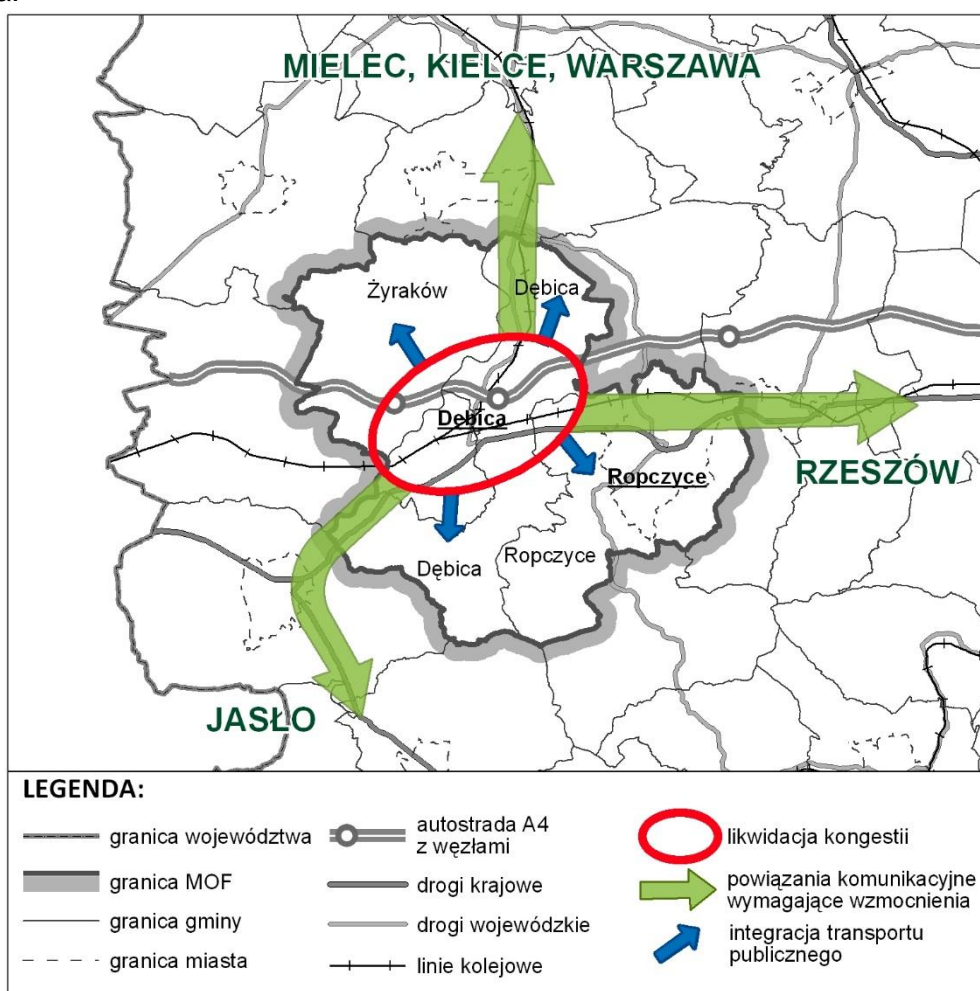 MIELEC, KIELCE, WARSZAWA
Żyraków
Dębica
Dębica
Ropczyce
RZESZÓW
Dębica
Ropczyce
JASŁO
LEGENDA:
granica województwa
granica MOF
granica gminy
granica miasta
autostrada A4
z węzłami
drogi krajowe
drogi wojewódzkie
linie kolejowe
likwidacja kongestii
powiązania komunikacyjne
wymagające wzmocnienia
integracja transportu
publicznego